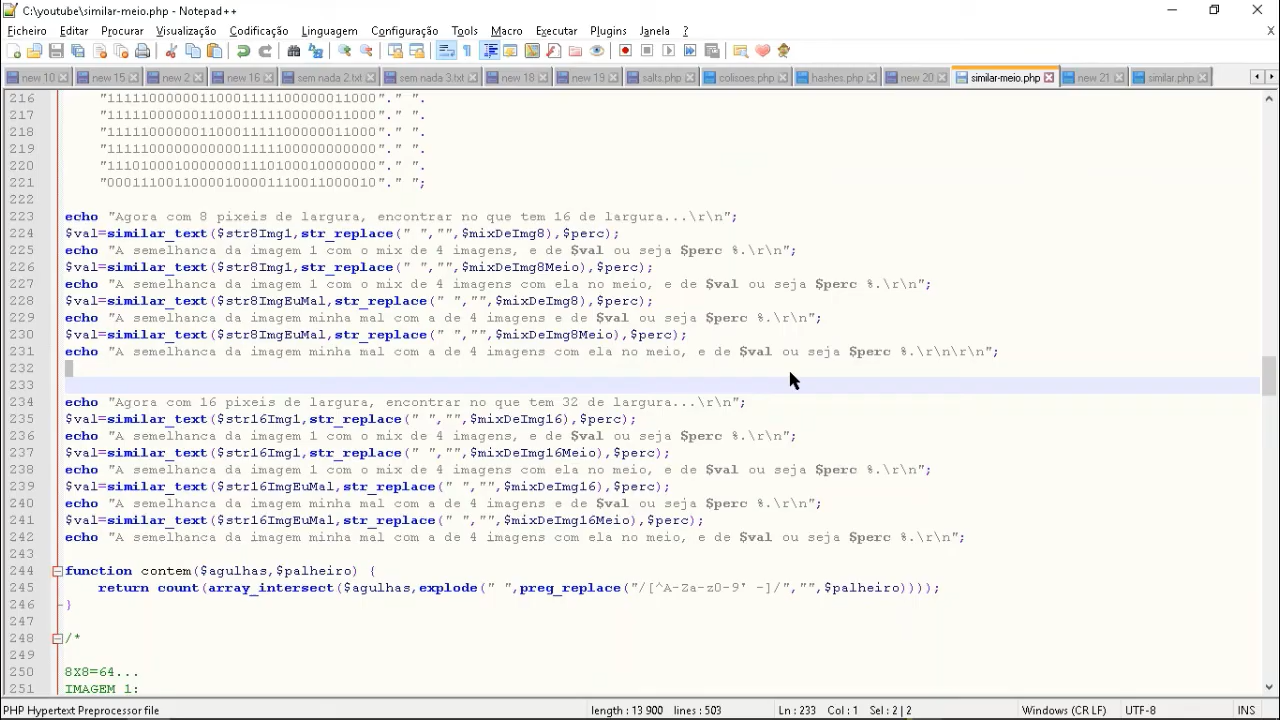 C:\youtube\similar-meio.php - Notepad++
Ficheiro Editar Procurar Visualização Codificação Linguagem Configuração Tools Macro Executar Plugins Janela ?
new 10 new 15 new 2 new 16 sem nada 2 sem nada 3.txt new 18 new 19 salts.php colisoes.php hashes.php new 20 similar-meio.php new 21 similar.php
216 "11111000000110001111100000011000"." ".
217 "11111000000110001111100000011000"." ".
218 "11111000000110001111100000011000"." ".
219 "111110000000000011111000000000000"." ".
220 "111010001000000011101000100000000"." ".
221 "00011100110000100001110011000010"." ";
222
223 echo "Agora com 8 pixeis de largura, encontrar no que tem 16 de largura...\r\n";
224 $val=similar_text($str8Img1,str_replace(" ","",$mixDeImg8),$perc);
225 echo "A semelhanca da imagem 1 com o mix de 4 imagens, e de $val ou seja $perc %.\r\n";
226 $val=similar_text($str8Img1,str_replace(" ","",$mixDeImg8Meio),$perc);
227 echo "A semelhanca da imagem 1 com o mix de 4 imagens com ela no meio, e de $val ou seja $perc %.\r\n";
228 $val=similar_text($str8ImgEuMal,str_replace(" ","",$mixDeImg8),$perc);
229 echo "A semelhanca da imagem minha mal com a de 4 imagens e de $val ou seja $perc %.\r\n";
230 $val=similar_text($str8ImgEuMal,str_replace(" ","",$mixDeImg8Meio),$perc);
231 echo "A semelhanca da imagem minha mal com a de 4 imagens com ela no meio, e de $val ou seja $perc %.\r\n\r\n";
232
233
234 echo "Agora com 16 pixeis de largura, encontrar no que tem 32 de largura...\r\n";
235 $val=similar_text($str16Img1,str_replace(" ","",$mixDeImg16),$perc);
236 echo "A semelhanca da imagem 1 com o mix de 4 imagens, e de $val ou seja $perc %.\r\n";
237 $val=similar_text($str16Img1,str_replace(" ","",$mixDeImg16Meio),$perc);
238 echo "A semelhanca da imagem 1 com o mix de 4 imagens com ela no meio, e de $val ou seja $perc %.\r\n";
239 $val=similar_text($str16ImgEuMal,str_replace(" ","",$mixDeImg16),$perc);
240 echo "A semelhanca da imagem minha mal com a de 4 imagens e de $val ou seja $perc %.\r\n";
241 $val=similar_text($str16ImgEuMal,str_replace(" ","",$mixDeImg16Meio),$perc);
242 echo "A semelhanca da imagem minha mal com a de 4 imagens com ela no meio, e de $val ou seja $perc %.\r\n";
243
244 function contem($agulhas,$palheiro) {
245 return count(array_intersect($agulhas,explode(" ",preg_replace("/[^A-Za-z0-9' -]/","",$palheiro))));
246 }
247
248 /*
249
250 8X8=64...
251 IMAGEM 1:
PHP Hypertext Preprocessor file length : 13 900 lines : 503 Ln : 233 Col : 1 Sel : 2 | 2 Windows (CR LF) UTF-8 INS